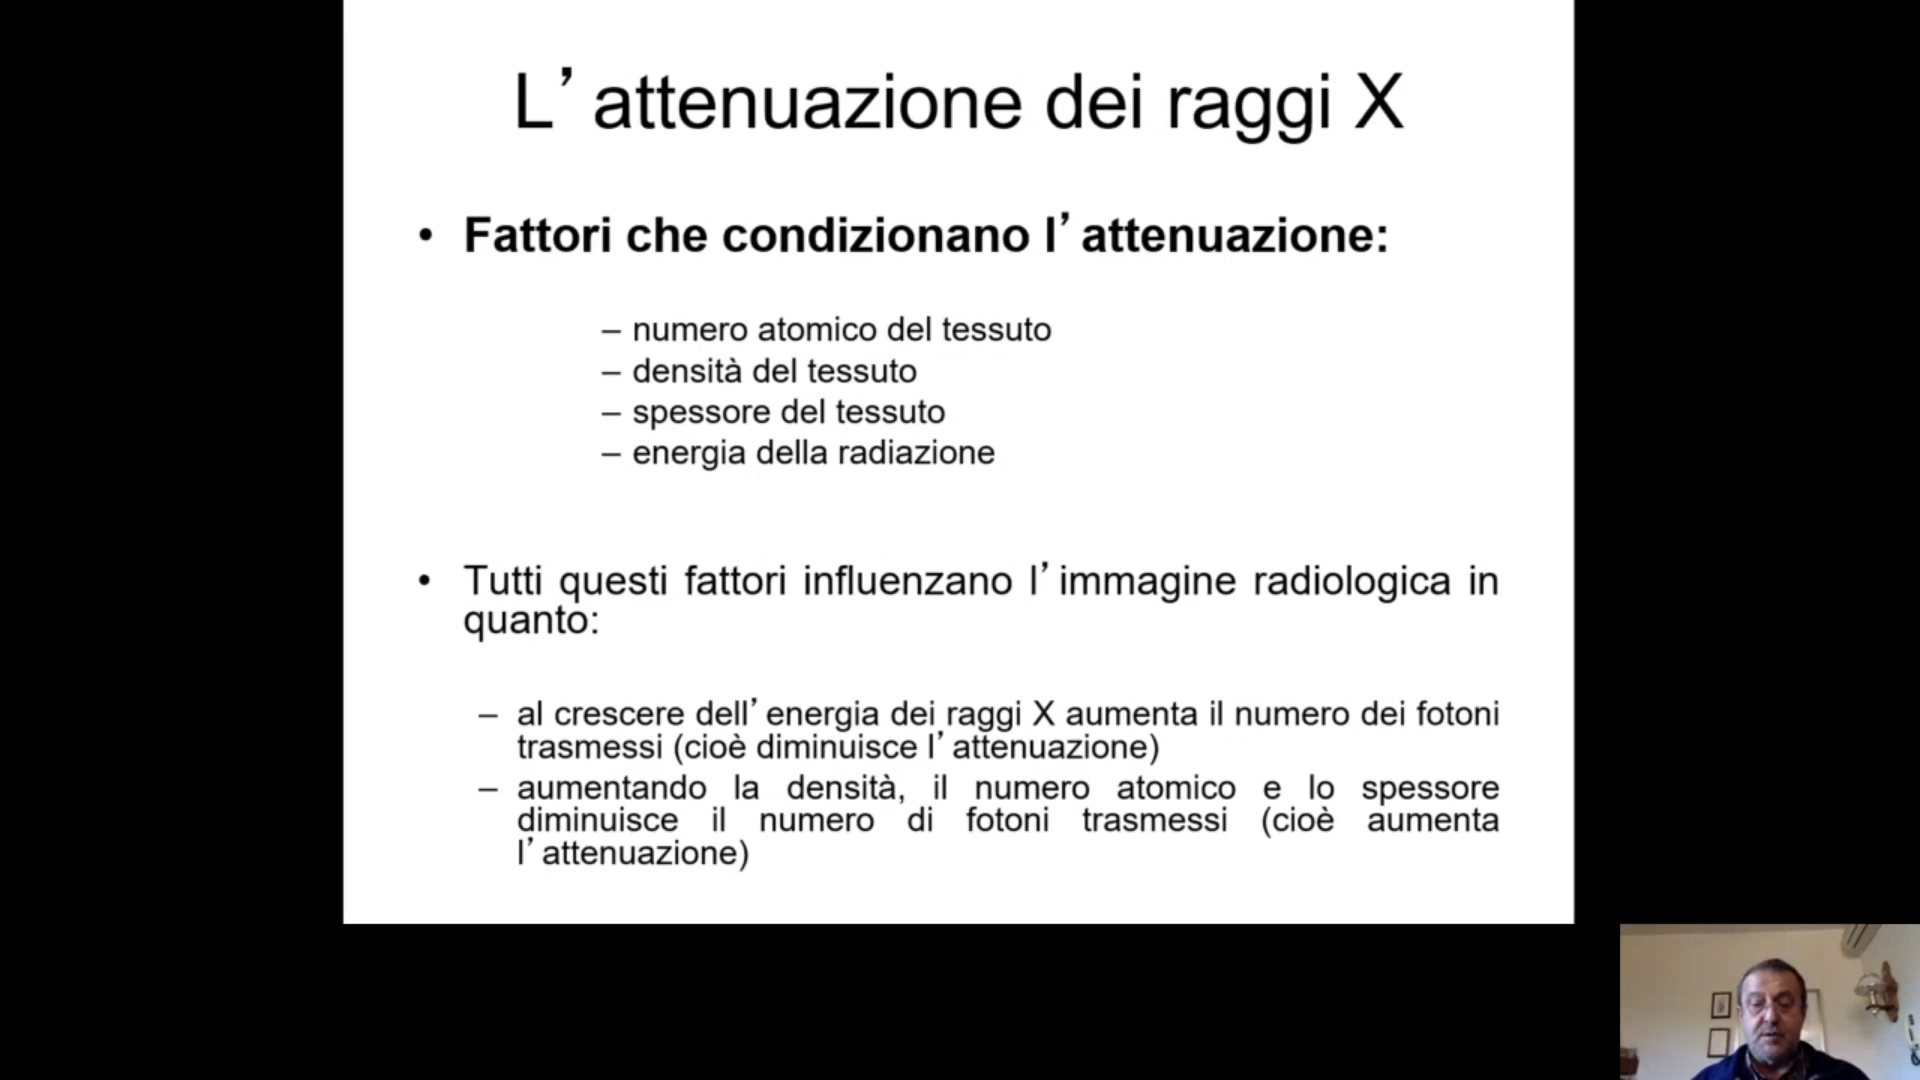 L’ attenuazione dei raggi X
• Fattori che condizionano l’ attenuazione:
– numero atomico del tessuto
– densità del tessuto
– spessore del tessuto
– energia della radiazione
• Tutti questi fattori influenzano l’ immagine radiologica in
quanto:
– al crescere dell’ energia dei raggi X aumenta il numero dei fotoni
trasmessi (cioè diminuisce l’ attenuazione)
– aumentando la densità, il numero atomico e lo spessore
diminuisce il numero di fotoni trasmessi (cioè aumenta
l’ attenuazione)